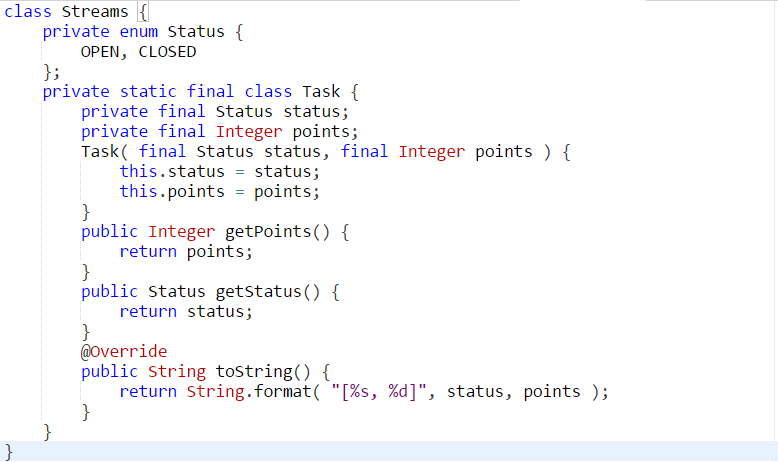 class Streams {
    private enum Status {
        OPEN, CLOSED
    };
    private static final class Task {
        private final Status status;
        private final Integer points;
        Task( final Status status, final Integer points ) {
            this.status = status;
            this.points = points;
        }
        public Integer getPoints() {
            return points;
        }
        public Status getStatus() {
            return status;
        }
        @Override
        public String toString() {
            return String.format( "[%s, %d]", status, points );
        }
    }
}